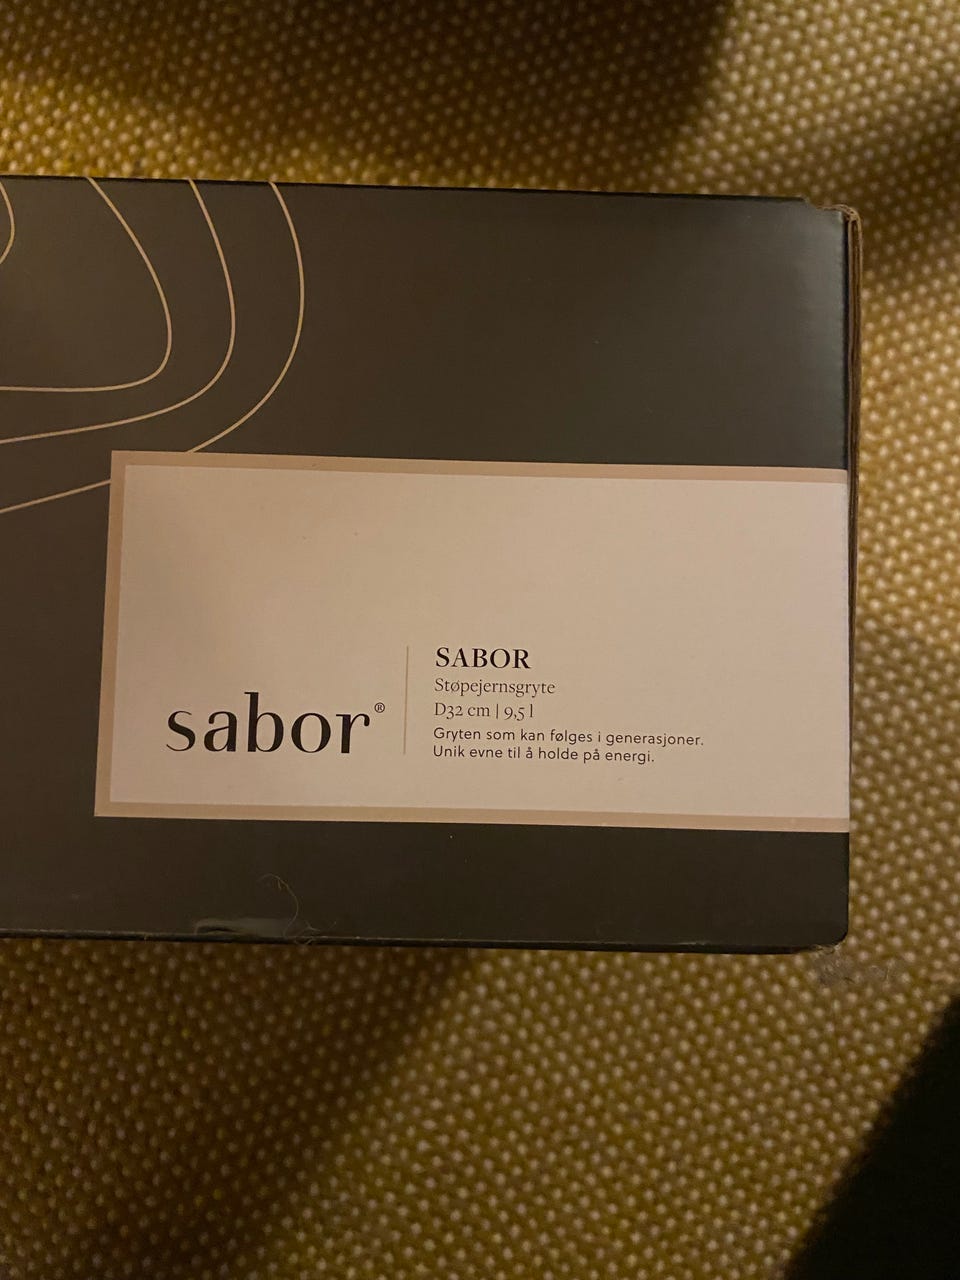 sabor®
SABOR
Støpejernsgryte
D32 cm | 9,5 l
Gryten som kan følges i generasjoner.
Unik evne til å holde på energi.